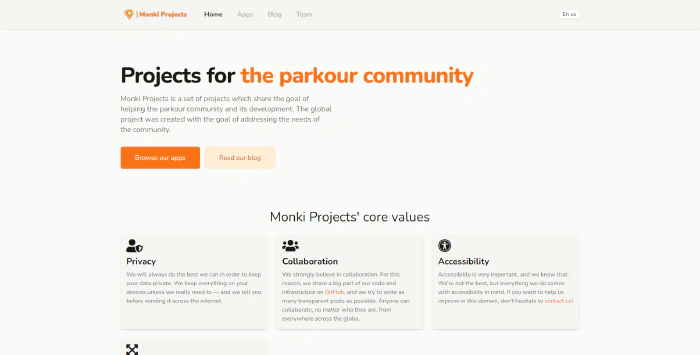 Monki Projects Home Apps Blog Team En us
Projects for the parkour community
Monki Projects is a set of projects which share the goal of
helping the parkour community and its development. The global
project was created with the goal of addressing the needs of
the community.
Browse our apps Read our blog
Monki Projects' core values
Privacy
We will always do the best we can in order to keep
your data private. We keep everything on your
devices unless we really need to — and we tell you
before sending it across the internet.
Collaboration
We strongly believe in collaboration. For this
reason, we share a big part of our code and
infrastucture on GitHub, and we try to write as
many transparent posts as possible. Anyone can
collaborate, no matter who they are, from
everywhere across the globe.
Accessibility
Accessibility is very important, and we know that.
We're not the best, but everything we do comes
with accessibility in mind. If you want to help us
improve in this domain, don't hesitate to contact us!